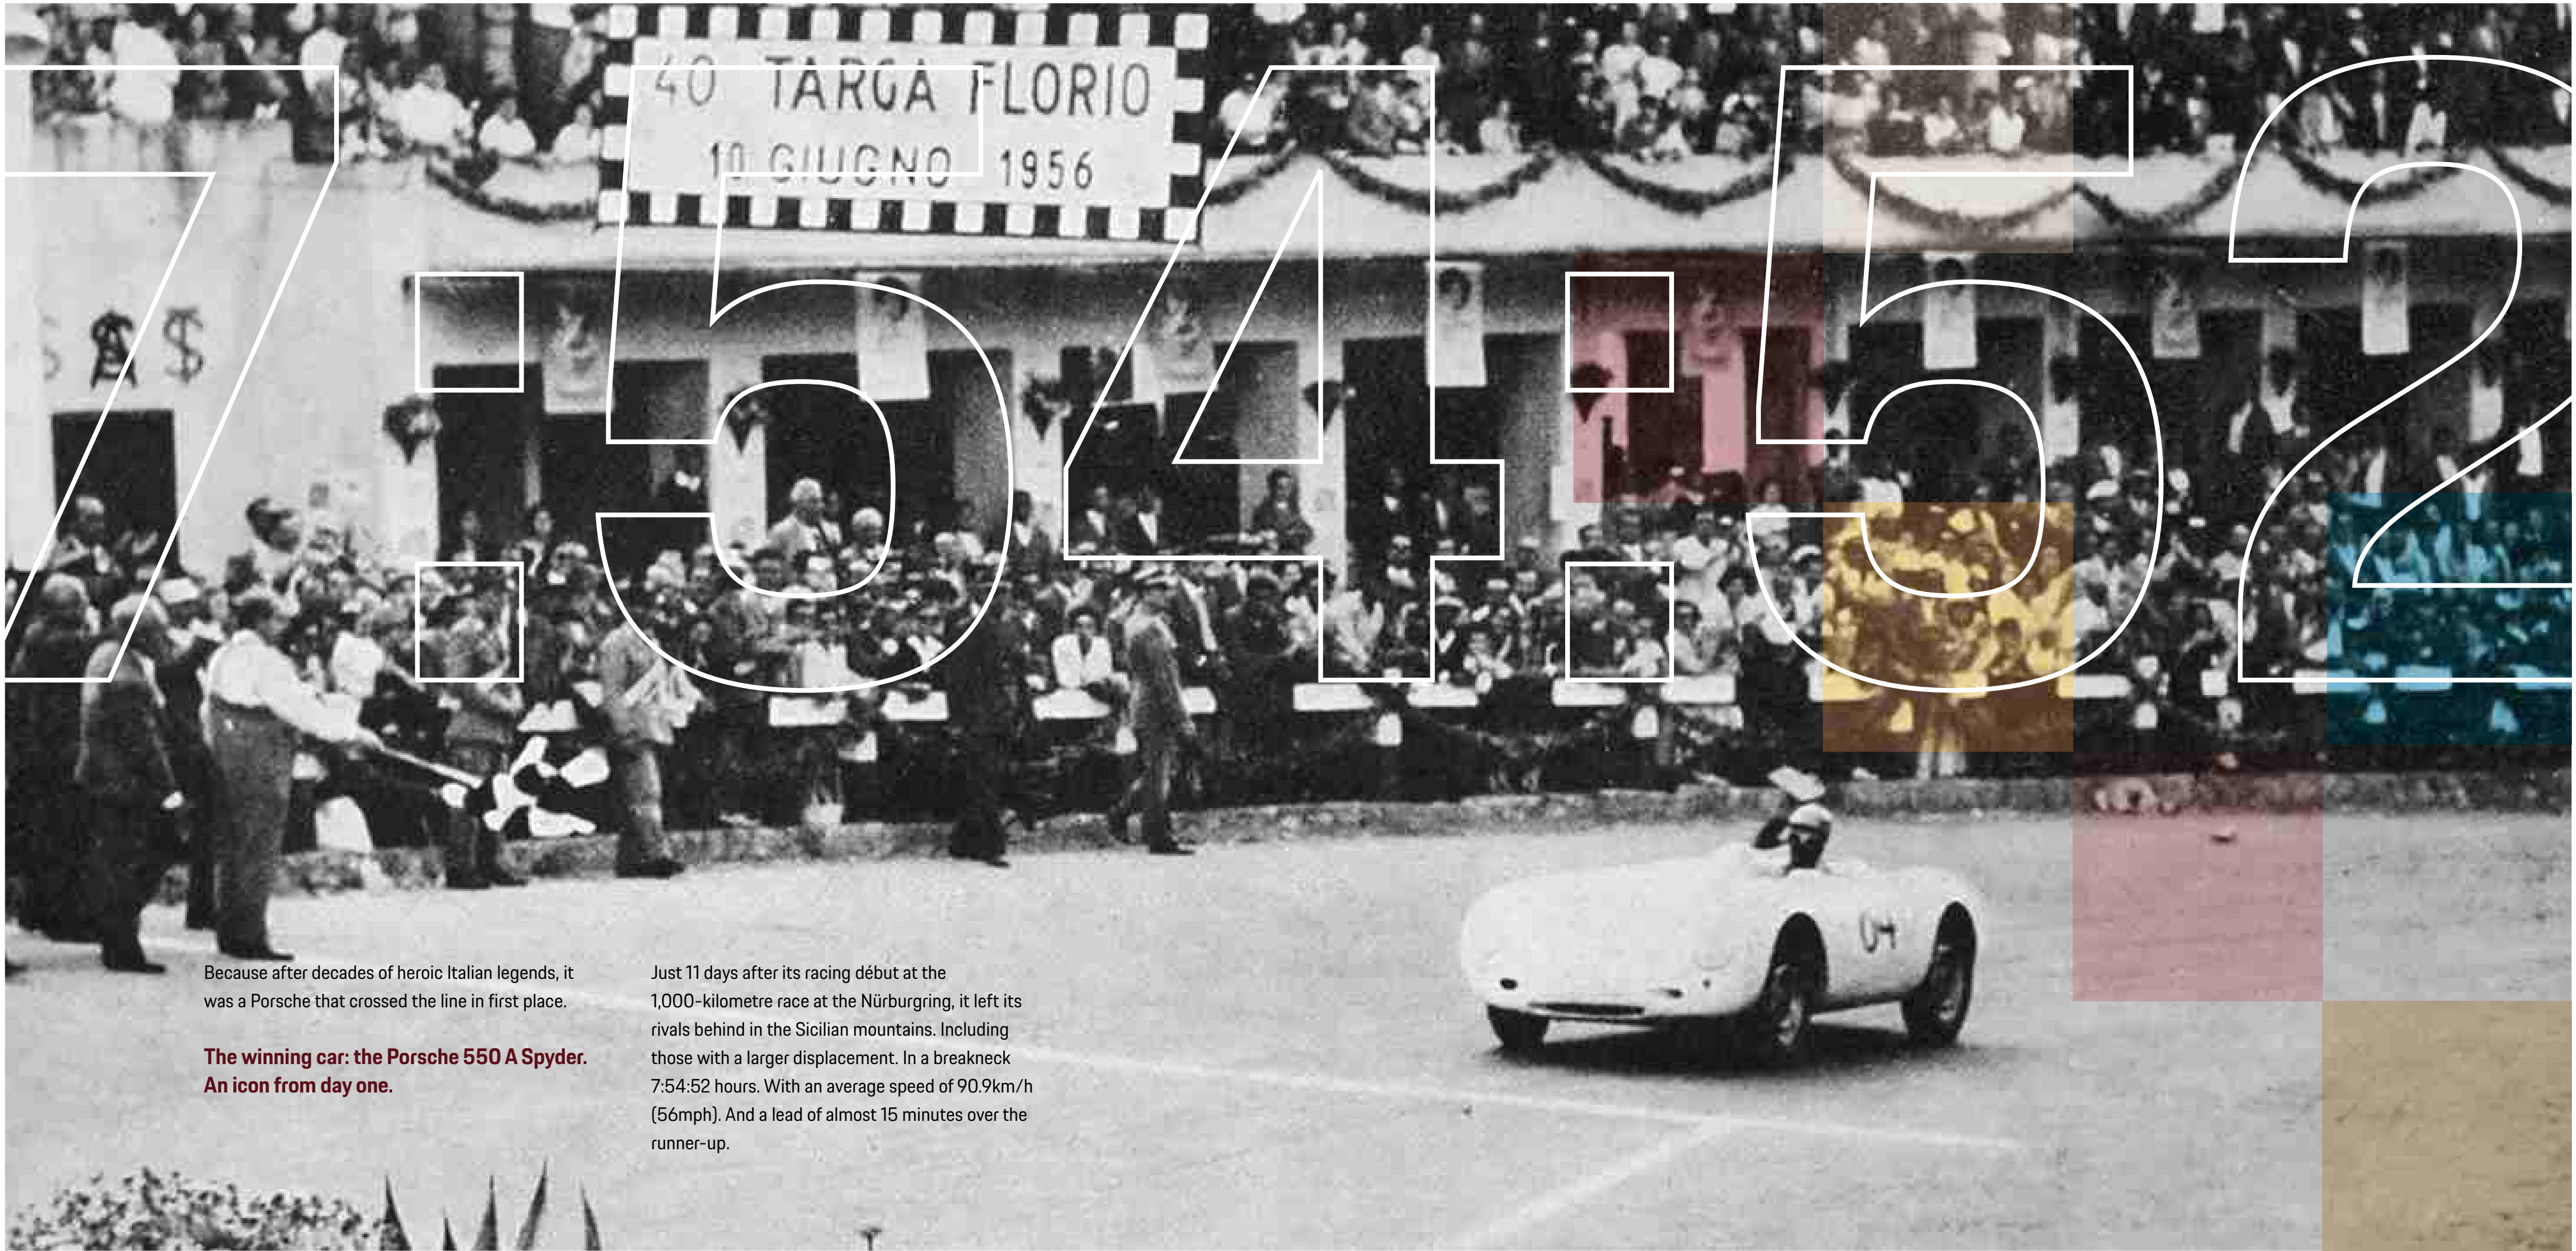 7:54:52
40 TARGA FLORIO
10 GIUGNO 1956
Because after decades of heroic Italian legends, it
was a Porsche that crossed the line in first place.
The winning car: the Porsche 550 A Spyder.
An icon from day one.
Just 11 days after its racing début at the
1,000-kilometre race at the Nürburgring, it left its
rivals behind in the Sicilian mountains. Including
those with a larger displacement. In a breakneck
7:54:52 hours. With an average speed of 90.9km/h
(56mph). And a lead of almost 15 minutes over the
runner-up.